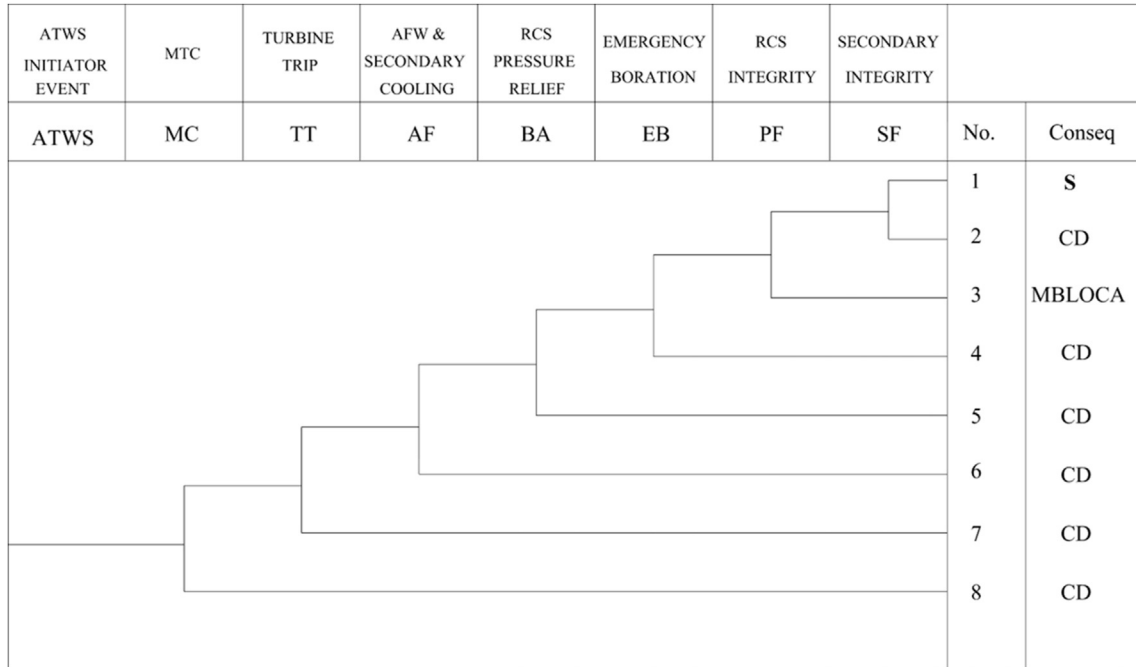 ATWS
INITIATOR
EVENT
MTC
TURBINE
TRIP
AFW &
SECONDARY
COOLING
RCS
PRESSURE
RELIEF
EMERGENCY
BORATION
RCS
INTEGRITY
SECONDARY
INTEGRITY
ATWS MC TT AF BA EB PF SF No. Conseq
1 S
2 CD
3 MBLOCA
4 CD
5 CD
6 CD
7 CD
8 CD